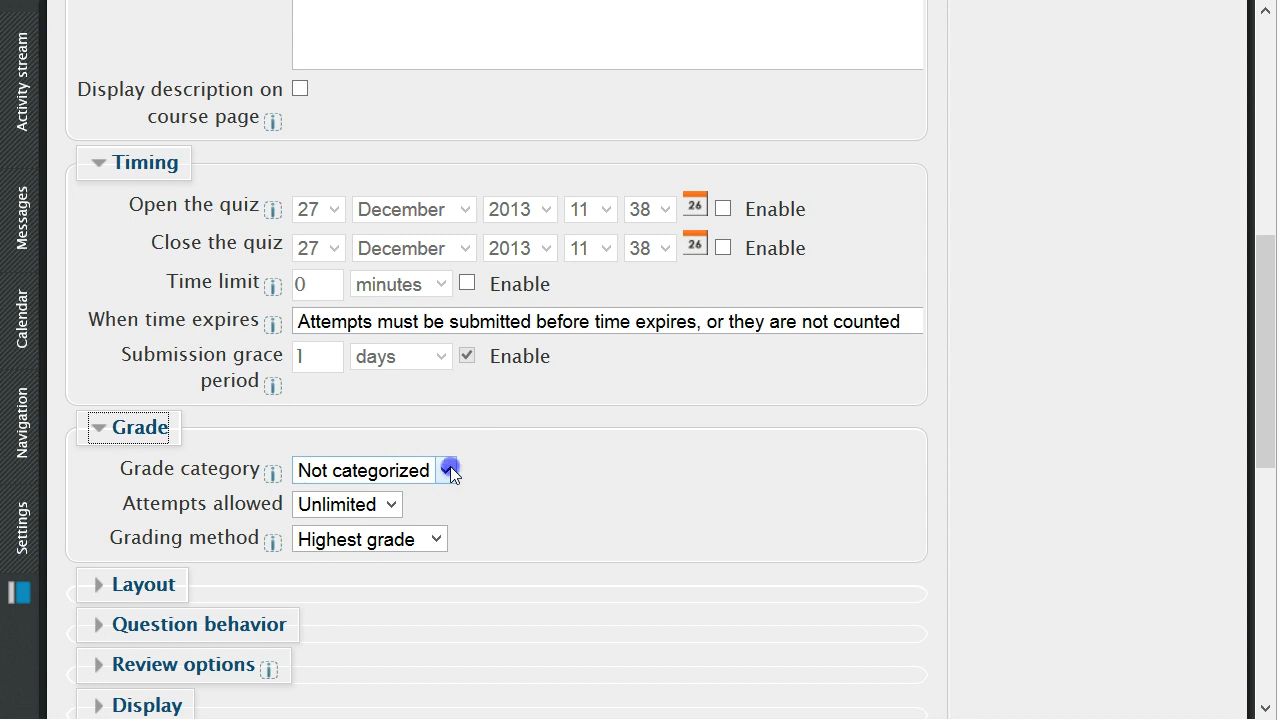 Activity stream
Messages
Calendar
Navigation
Settings
Display description on
course page
Timing
Open the quiz 27 December 2013 11 38 26 Enable
Close the quiz 27 December 2013 11 38 26 Enable
Time limit 0 minutes Enable
When time expires Attempts must be submitted before time expires, or they are not counted
Submission grace 1 days Enable
period
Grade
Grade category Not categorized
Attempts allowed Unlimited
Grading method Highest grade
Layout
Question behavior
Review options
Display